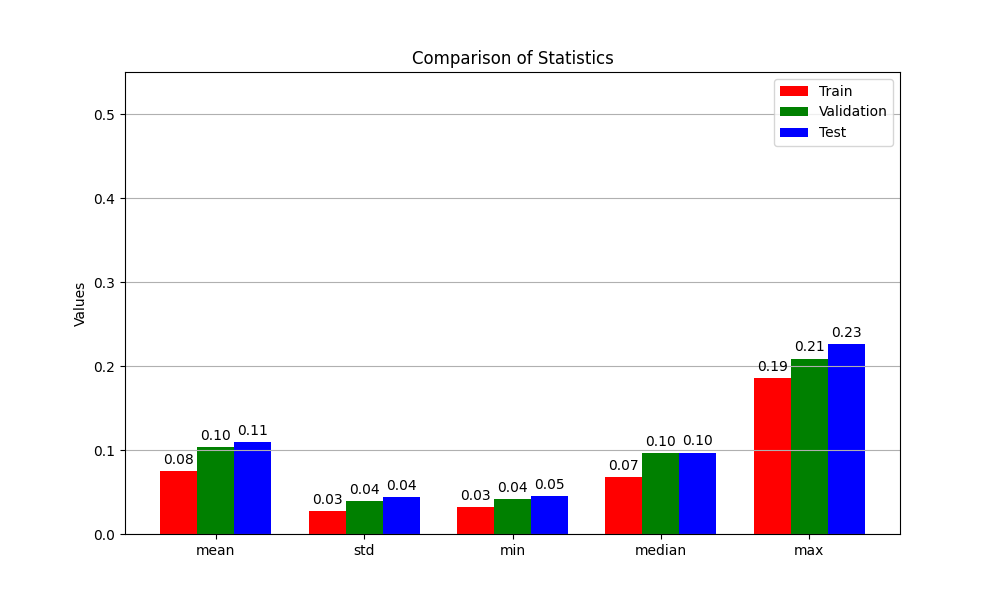 Comparison of Statistics
Train
Validation
Test
Values
0.5
0.4
0.3
0.2
0.1
0.0
0.08 0.10 0.11
0.03 0.04 0.04
0.03 0.04 0.05
0.07 0.10 0.10
0.19 0.21 0.23
mean std min median max